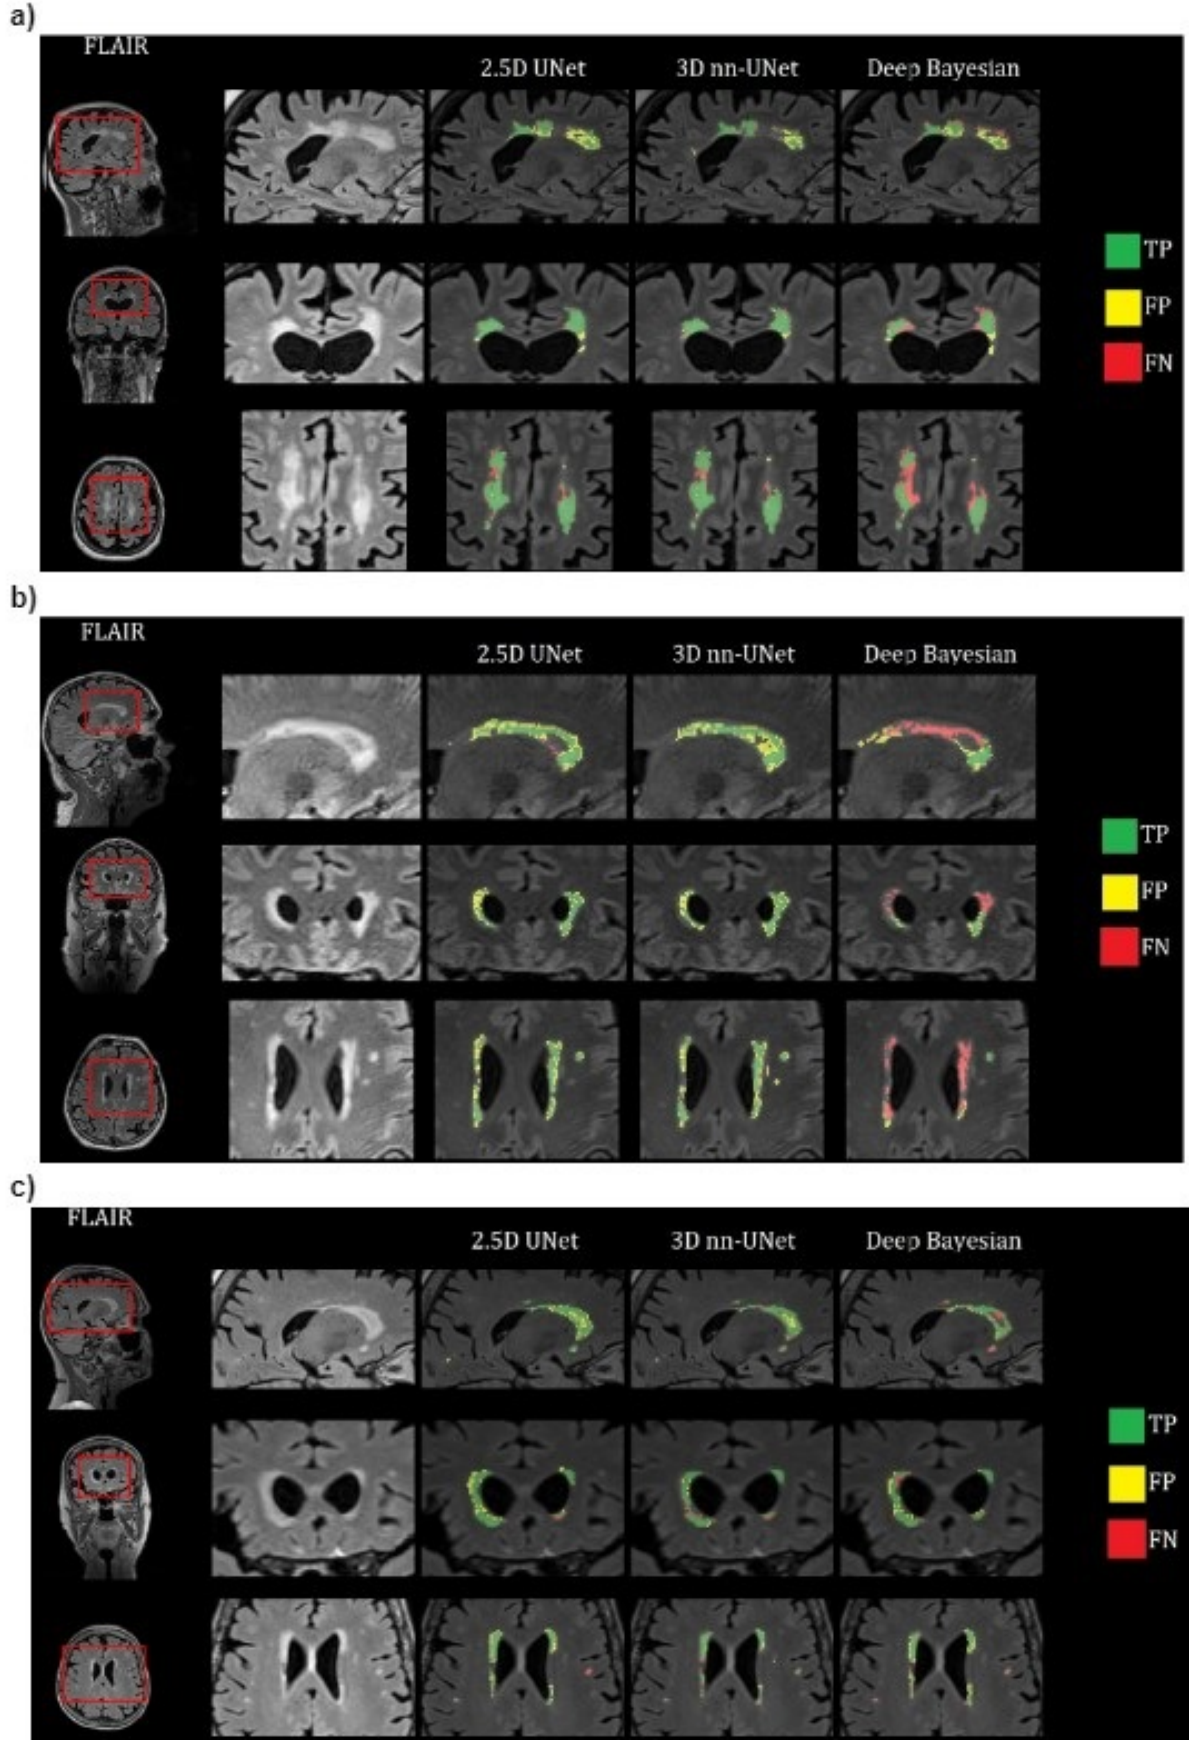 a)
FLAIR
2.5D UNet 3D nn-UNet Deep Bayesian
TP
FP
FN
b)
FLAIR
2.5D UNet 3D nn-UNet Deep Bayesian
TP
FP
FN
c)
FLAIR
2.5D UNet 3D nn-UNet Deep Bayesian
TP
FP
FN